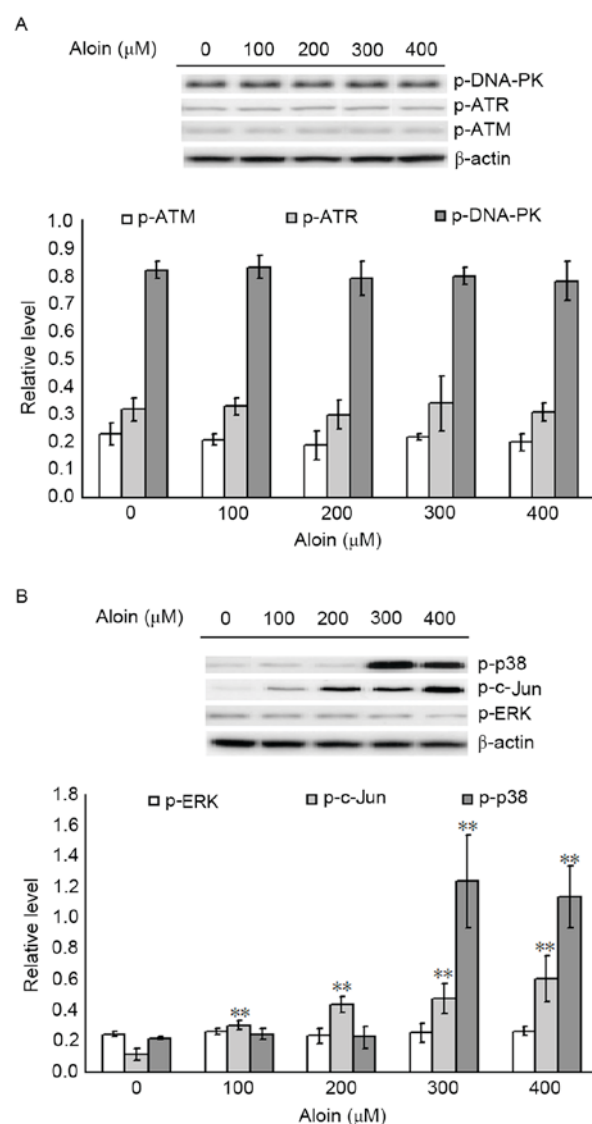 A
Aloin (μM) 0 100 200 300 400
p-DNA-PK
p-ATR
p-ATM
β-actin
p-ATM p-ATR p-DNA-PK
Relative level
1.0
0.9
0.8
0.7
0.6
0.5
0.4
0.3
0.2
0.1
0.0
0 100 200 300 400
Aloin (μM)
B
Aloin (μM) 0 100 200 300 400
p-p38
p-c-Jun
p-ERK
β-actin
p-ERK p-c-Jun p-p38
Relative level
1.8
1.6
1.4
1.2
1.0
0.8
0.6
0.4
0.2
0.0
** ** ** ** ** **
0 100 200 300 400
Aloin (μM)